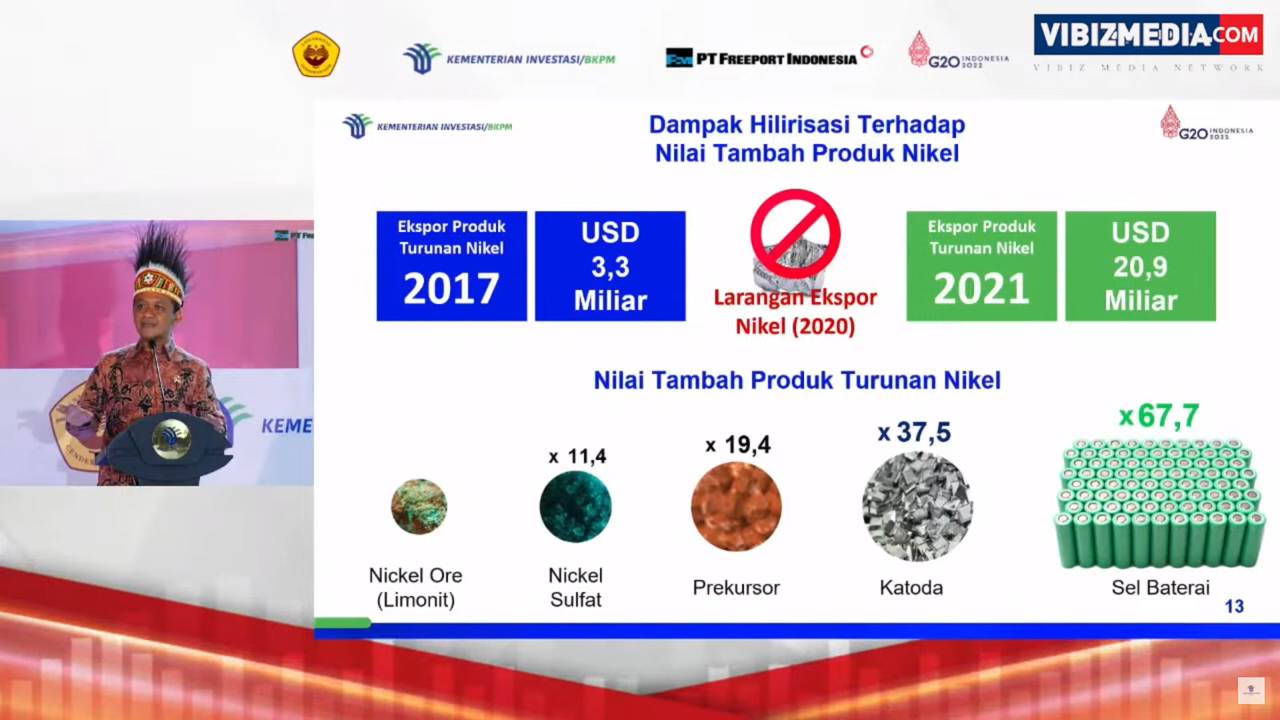 KEMENTERIAN INVESTASI/BKPM
PT FREEPORT INDONESIA
G20 INDONESIA
2022
VIBIZMEDIA.COM
VIBIZ MEDIA NETWORK
KEMENTERIAN INVESTASI/BKPM
Dampak Hilirisasi Terhadap
Nilai Tambah Produk Nikel
G20 INDONESIA
2022
Ekspor Produk
Turunan Nikel
2017
USD
3,3
Miliar
Larangan Ekspor
Nikel (2020)
Ekspor Produk
Turunan Nikel
2021
USD
20,9
Miliar
Nilai Tambah Produk Turunan Nikel
x 11,4
x 19,4
x 37,5
x 67,7
Nickel Ore
(Limonit)
Nickel
Sulfat
Prekursor
Katoda
Sel Baterai
13
PT F
KEME